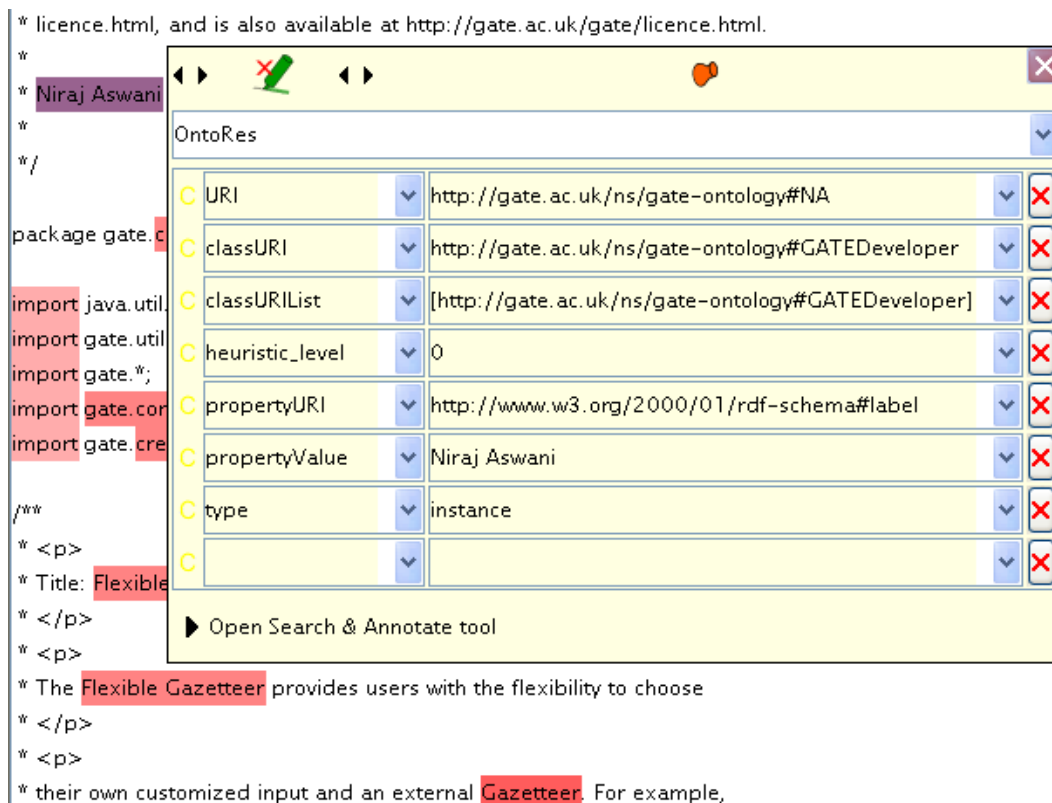 * licence.html, and is also available at http://gate.ac.uk/gate/licence.html.
*
* Niraj Aswani
*
*/
package gate.c
import java.util.
import gate.util
import gate.*;
import gate.cor
import gate.cre
/**
* <p>
* Title: Flexible
* </p>
* <p>
OntoRes
C URI http://gate.ac.uk/ns/gate-ontology#NA
C classURI http://gate.ac.uk/ns/gate-ontology#GATEDeveloper
C classURIList [http://gate.ac.uk/ns/gate-ontology#GATEDeveloper]
C heuristic_level 0
C propertyURI http://www.w3.org/2000/01/rdf-schema#label
C propertyValue Niraj Aswani
C type instance
C
Open Search & Annotate tool
* The Flexible Gazetteer provides users with the flexibility to choose
* </p>
* <p>
* their own customized input and an external Gazetteer. For example,